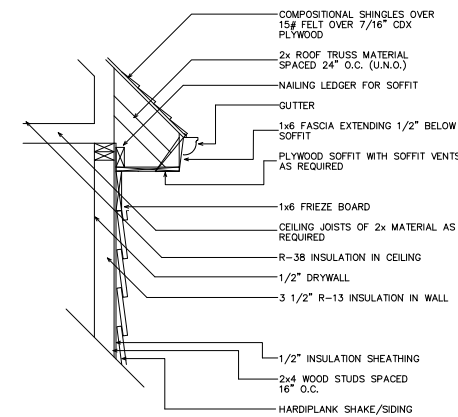 COMPOSITIONAL SHINGLES OVER
15# FELT OVER 7/16" CDX
PLYWOOD
2x ROOF TRUSS MATERIAL
SPACED 24" O.C. (U.N.O.)
NAILING LEDGER FOR SOFFIT
GUTTER
1x6 FASCIA EXTENDING 1/2" BELOW
SOFFIT
PLYWOOD SOFFIT WITH SOFFIT VENTS
AS REQUIRED
1x6 FRIEZE BOARD
CEILING JOISTS OF 2x MATERIAL AS
REQUIRED
R-38 INSULATION IN CEILING
1/2" DRYWALL
3 1/2" R-13 INSULATION IN WALL
1/2" INSULATION SHEATHING
2x4 WOOD STUDS SPACED
16" O.C.
HARDIPLANK SHAKE/SIDING